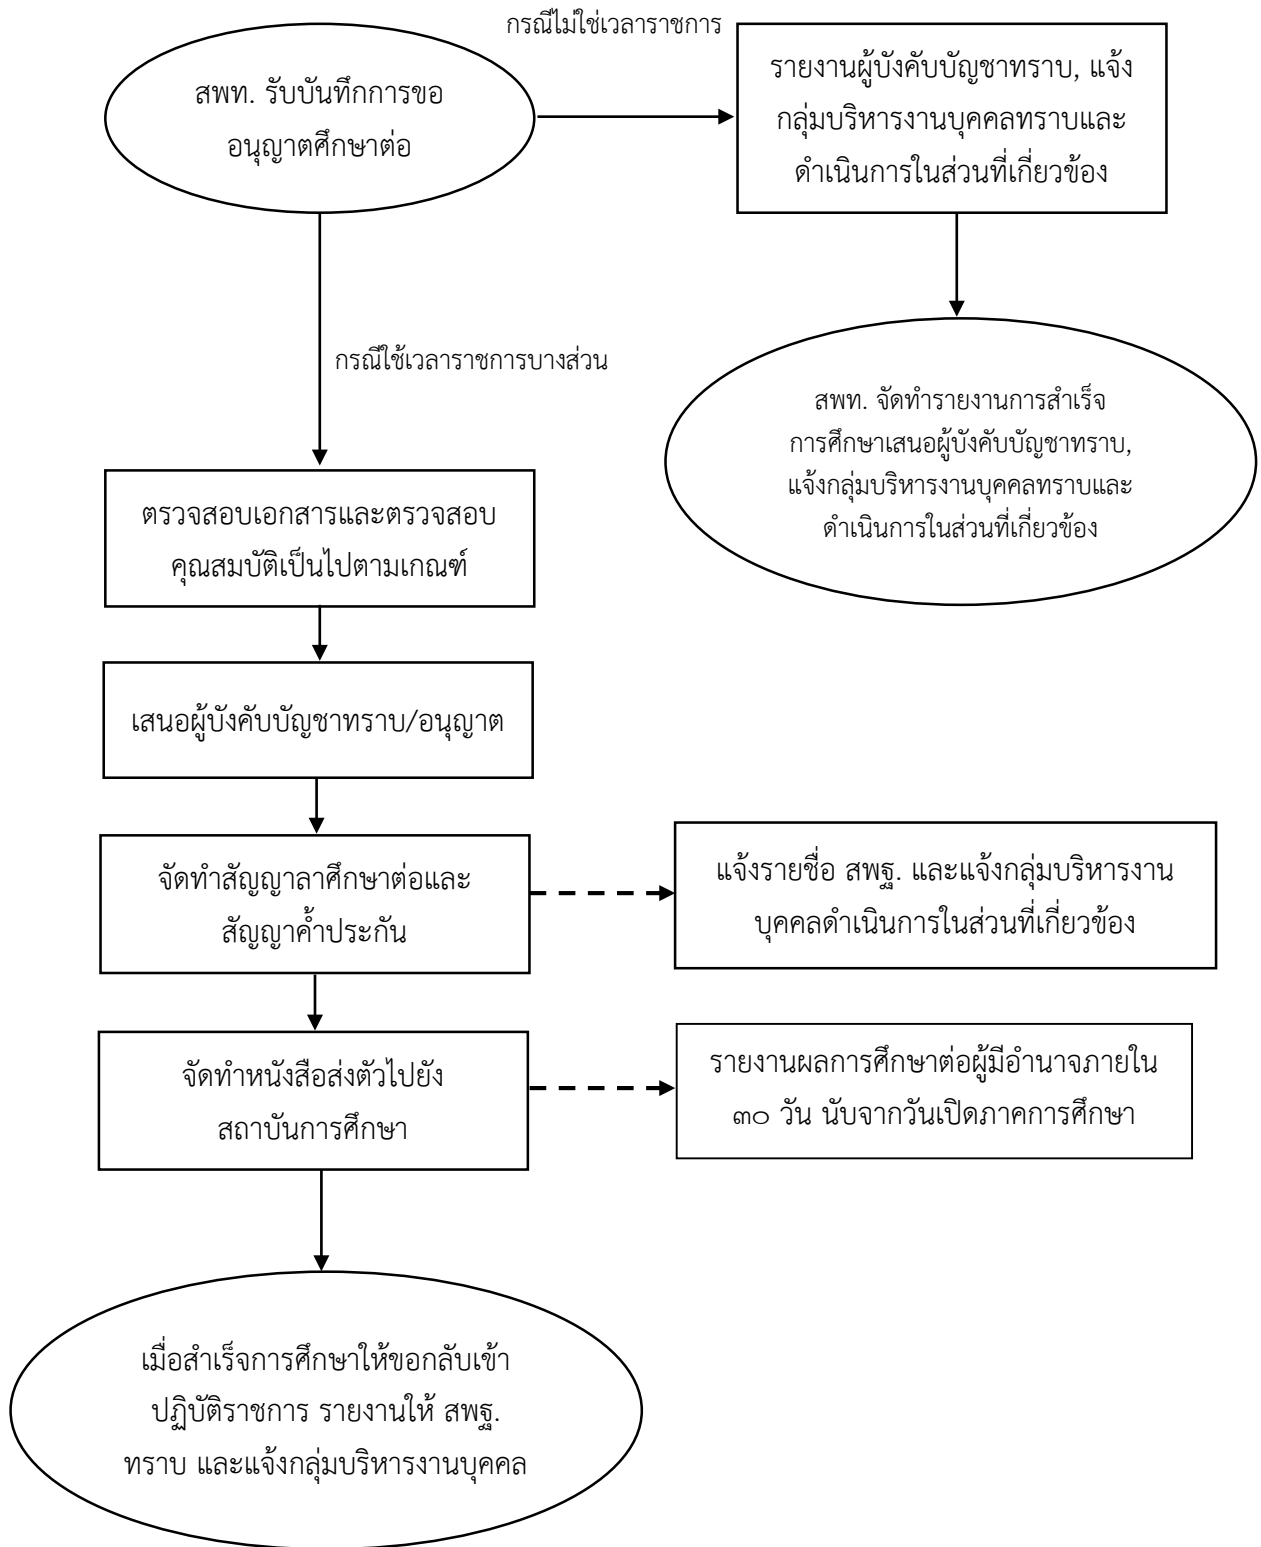 กรณีไม่ใช่เวลาราชการ
สพท. รับบันทึกการขอ
อนุญาตศึกษาต่อ
รายงานผู้บังคับบัญชาทราบ, แจ้ง
กลุ่มบริหารงานบุคคลทราบและ
ดำเนินการในส่วนที่เกี่ยวข้อง
กรณีใช้เวลาราชการบางส่วน
สพท. จัดทำรายงานการสำเร็จ
การศึกษาเสนอผู้บังคับบัญชาทราบ,
แจ้งกลุ่มบริหารงานบุคคลทราบและ
ดำเนินการในส่วนที่เกี่ยวข้อง
ตรวจสอบเอกสารและตรวจสอบ
คุณสมบัติเป็นไปตามเกณฑ์
เสนอผู้บังคับบัญชาทราบ/อนุญาต
จัดทำสัญญาลาศึกษาต่อและ
สัญญาค้ำประกัน
แจ้งรายชื่อ สพฐ. และแจ้งกลุ่มบริหารงาน
บุคคลดำเนินการในส่วนที่เกี่ยวข้อง
จัดทำหนังสือส่งตัวไปยัง
สถาบันการศึกษา
รายงานผลการศึกษาต่อผู้มีอำนาจภายใน
๓๐ วัน นับจากวันเปิดภาคการศึกษา
เมื่อสำเร็จการศึกษาให้ขอกลับเข้า
ปฏิบัติราชการ รายงานให้ สพฐ.
ทราบ และแจ้งกลุ่มบริหารงานบุคคล